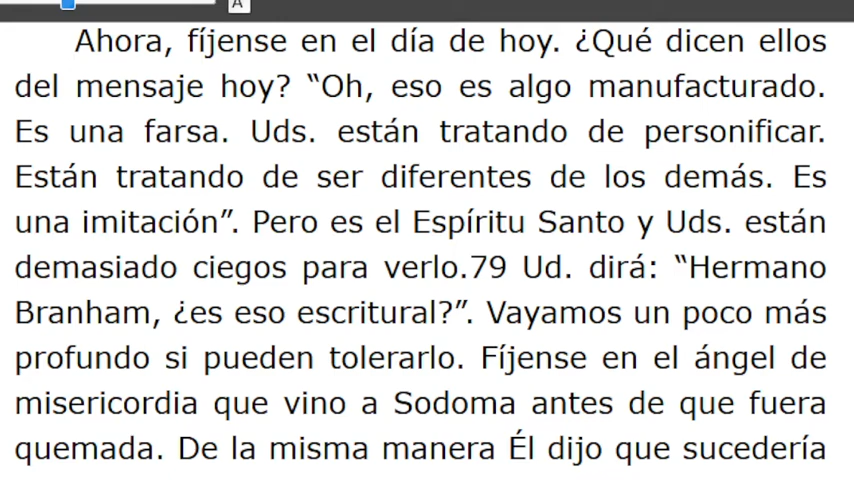 A
Ahora, fíjense en el día de hoy. ¿Qué dicen ellos
del mensaje hoy? “Oh, eso es algo manufacturado.
Es una farsa. Uds. están tratando de personificar.
Están tratando de ser diferentes de los demás. Es
una imitación”. Pero es el Espíritu Santo y Uds. están
demasiado ciegos para verlo.79 Ud. dirá: “Hermano
Branham, ¿es eso escritural?”. Vayamos un poco más
profundo si pueden tolerarlo. Fíjense en el ángel de
misericordia que vino a Sodoma antes de que fuera
quemada. De la misma manera Él dijo que sucedería